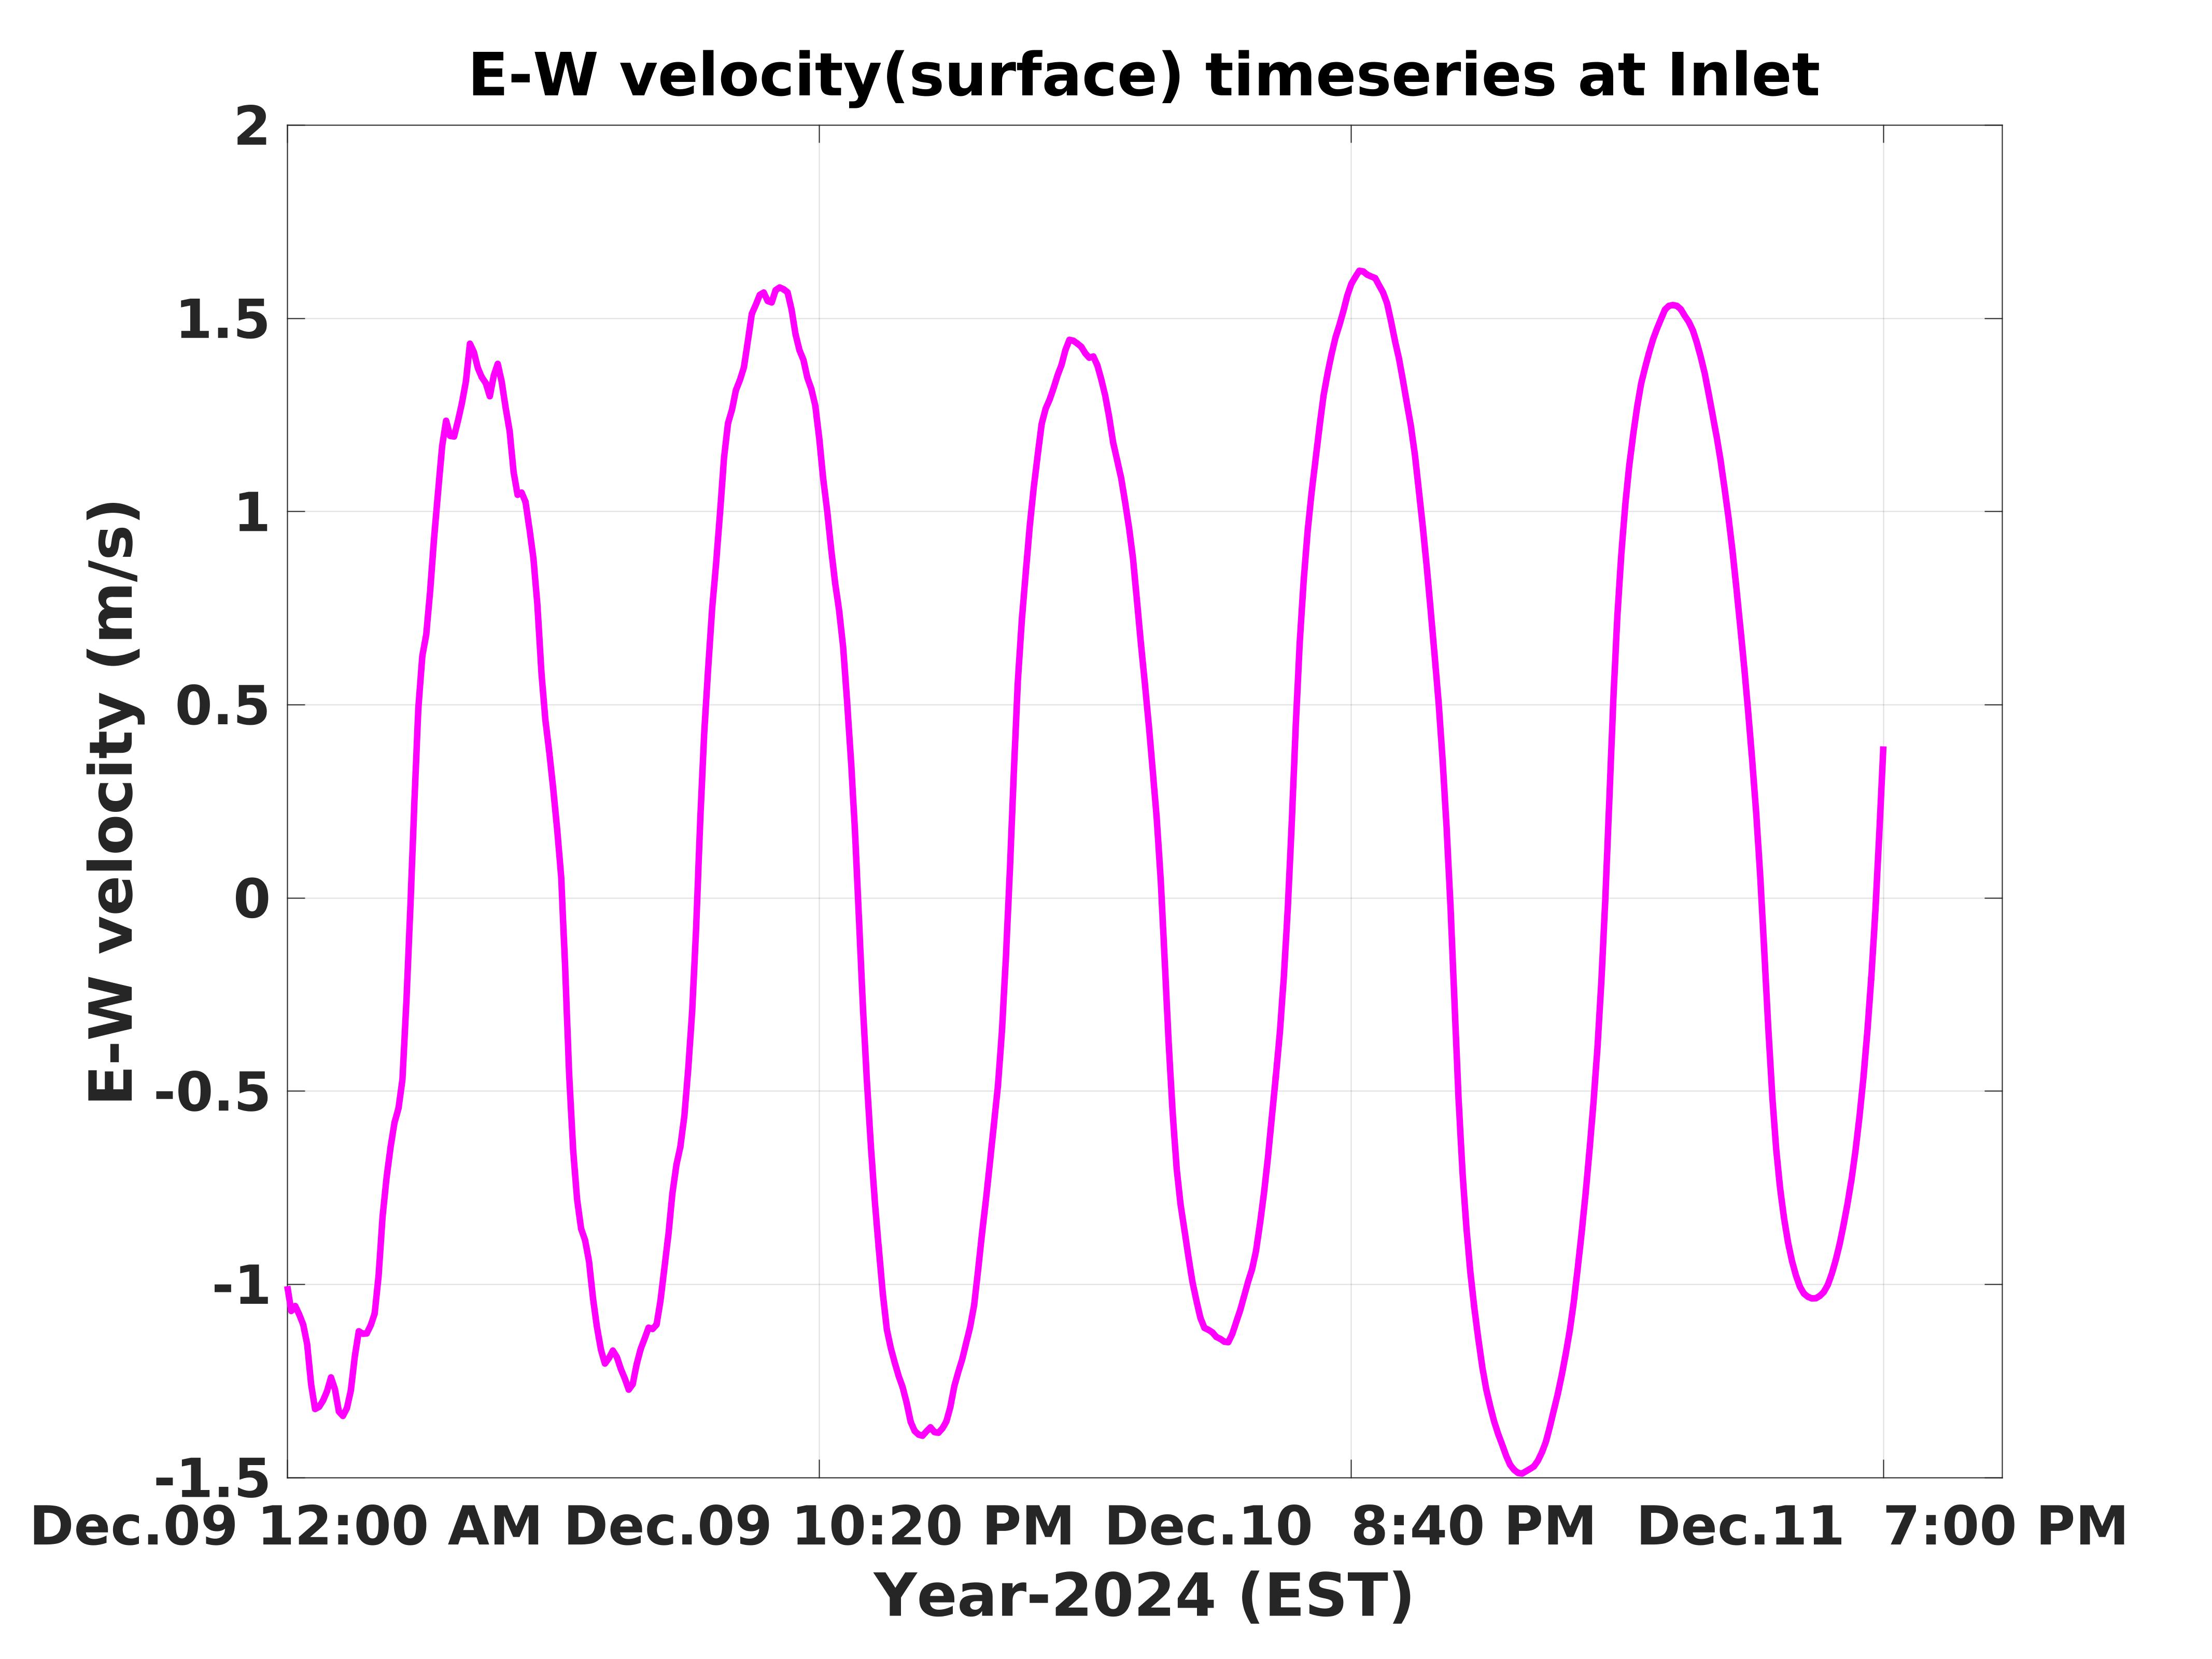 E-W velocity(surface) timeseries at Inlet
2
1.5
1
0.5
0
-0.5
-1
-1.5
E-W velocity (m/s)
Dec.09 12:00 AM Dec.09 10:20 PM Dec.10 8:40 PM Dec.11 7:00 PM
Year-2024 (EST)